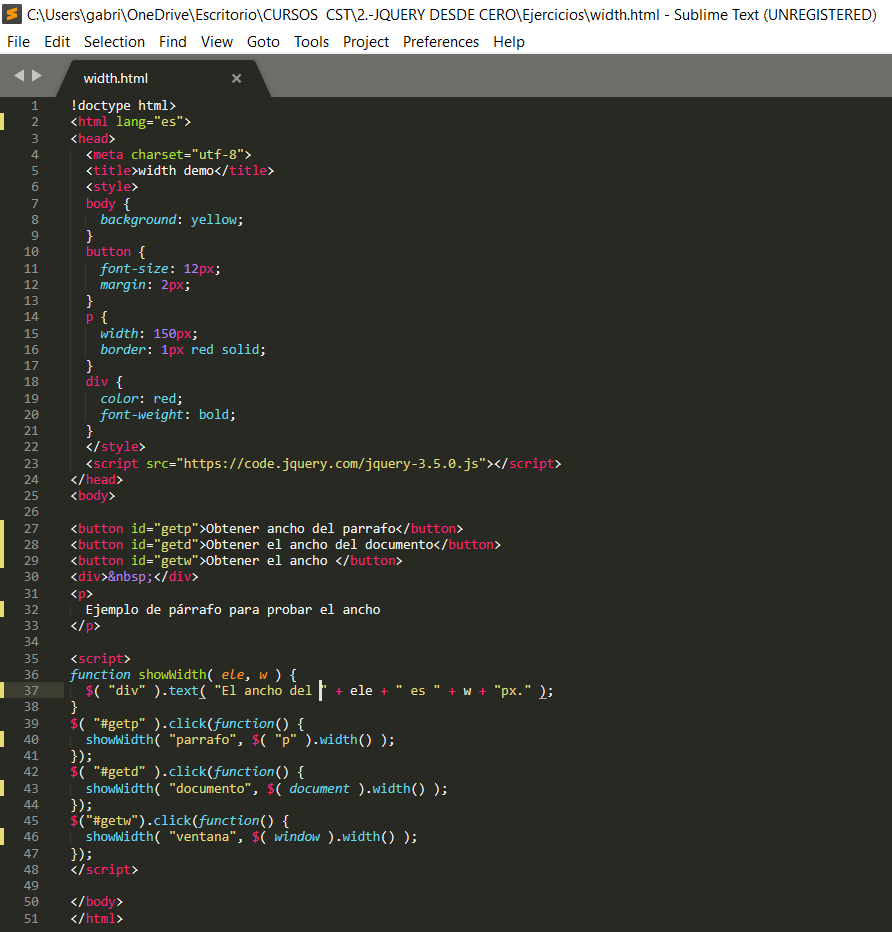 C:\Users\gabri\OneDrive\Escritorio\CURSOS  CST\2.-JQUERY DESDE CERO\Ejercicios\width.html - Sublime Text (UNREGISTERED)
File Edit Selection Find View Goto Tools Project Preferences Help
width.html
1 !doctype html>
2 <html lang="es">
3 <head>
4   <meta charset="utf-8">
5   <title>width demo</title>
6   <style>
7   body {
8     background: yellow;
9   }
10   button {
11     font-size: 12px;
12     margin: 2px;
13   }
14   p {
15     width: 150px;
16     border: 1px red solid;
17   }
18   div {
19     color: red;
20     font-weight: bold;
21   }
22   </style>
23   <script src="https://code.jquery.com/jquery-3.5.0.js"></script>
24 </head>
25 <body>
26
27 <button id="getp">Obtener ancho del parrafo</button>
28 <button id="getd">Obtener el ancho del documento</button>
29 <button id="getw">Obtener el ancho </button>
30 <div>&nbsp;</div>
31 <p>
32   Ejemplo de párrafo para probar el ancho
33 </p>
34
35 <script>
36 function showWidth( ele, w ) {
37   $( "div" ).text( "El ancho del " + ele + " es " + w + "px." );
38 }
39 $( "#getp" ).click(function() {
40   showWidth( "parrafo", $( "p" ).width() );
41 });
42 $( "#getd" ).click(function() {
43   showWidth( "documento", $( document ).width() );
44 });
45 $("#getw").click(function() {
46   showWidth( "ventana", $( window ).width() );
47 });
48 </script>
49
50 </body>
51 </html>